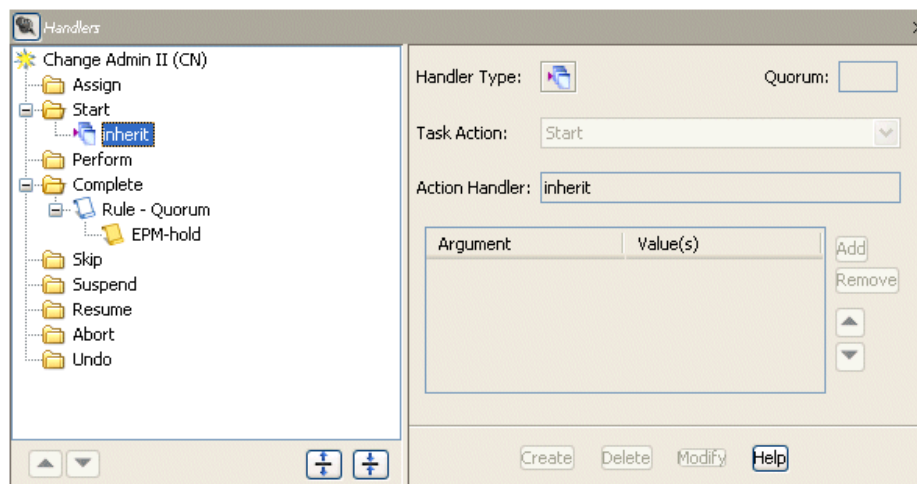 Handlers
Change Admin II (CN)
Assign
Start
inherit
Perform
Complete
Rule - Quorum
EPM-hold
Skip
Suspend
Resume
Abort
Undo
Handler Type:
Quorum:
Task Action:
Start
Action Handler:
inherit
Argument
Value(s)
Add
Remove
Create
Delete
Modify
Help